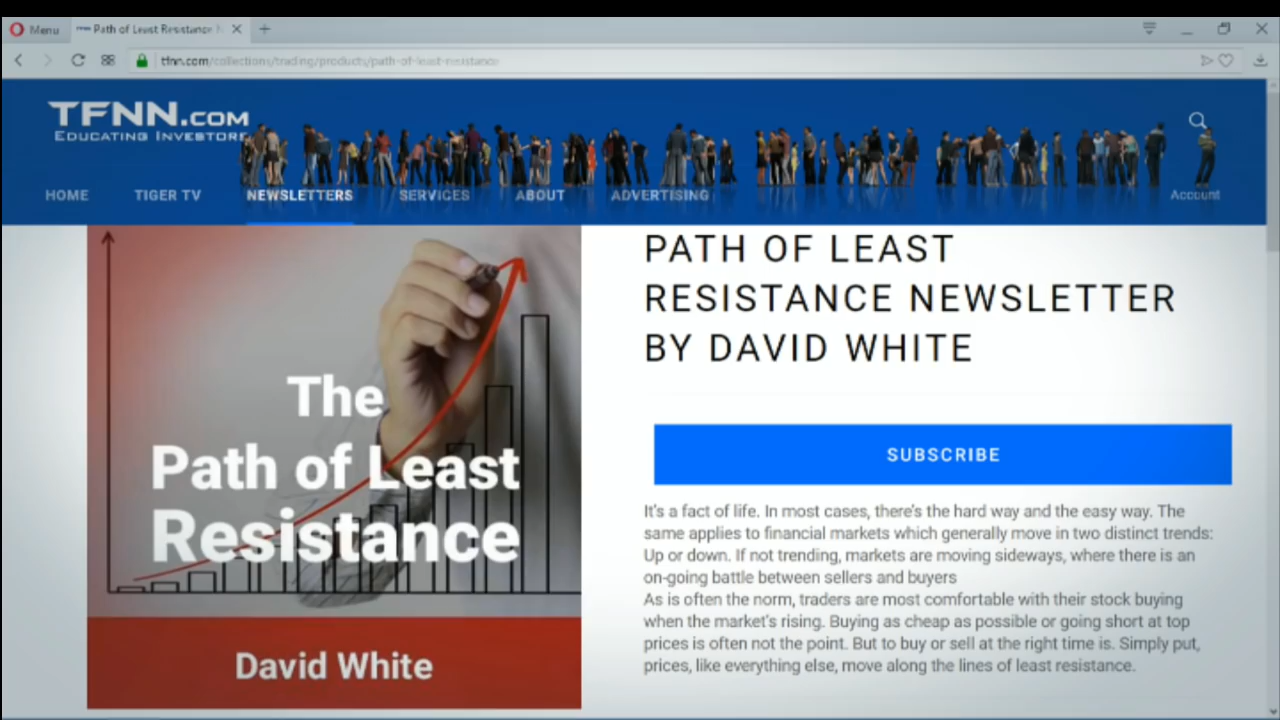 Menu
Path of Least Resistance
tfnn.com/collections/trading/products/path-of-least-resistance
TFNN.COM
EDUCATING INVESTORS
HOME TIGER TV NEWSLETTERS SERVICES ABOUT ADVERTISING Account
The
Path of Least
Resistance
David White
PATH OF LEAST
RESISTANCE NEWSLETTER
BY DAVID WHITE
SUBSCRIBE
It's a fact of life. In most cases, there's the hard way and the easy way. The
same applies to financial markets which generally move in two distinct trends:
Up or down. If not trending, markets are moving sideways, where there is an
on-going battle between sellers and buyers
As is often the norm, traders are most comfortable with their stock buying
when the market's rising. Buying as cheap as possible or going short at top
prices is often not the point. But to buy or sell at the right time is. Simply put,
prices, like everything else, move along the lines of least resistance.